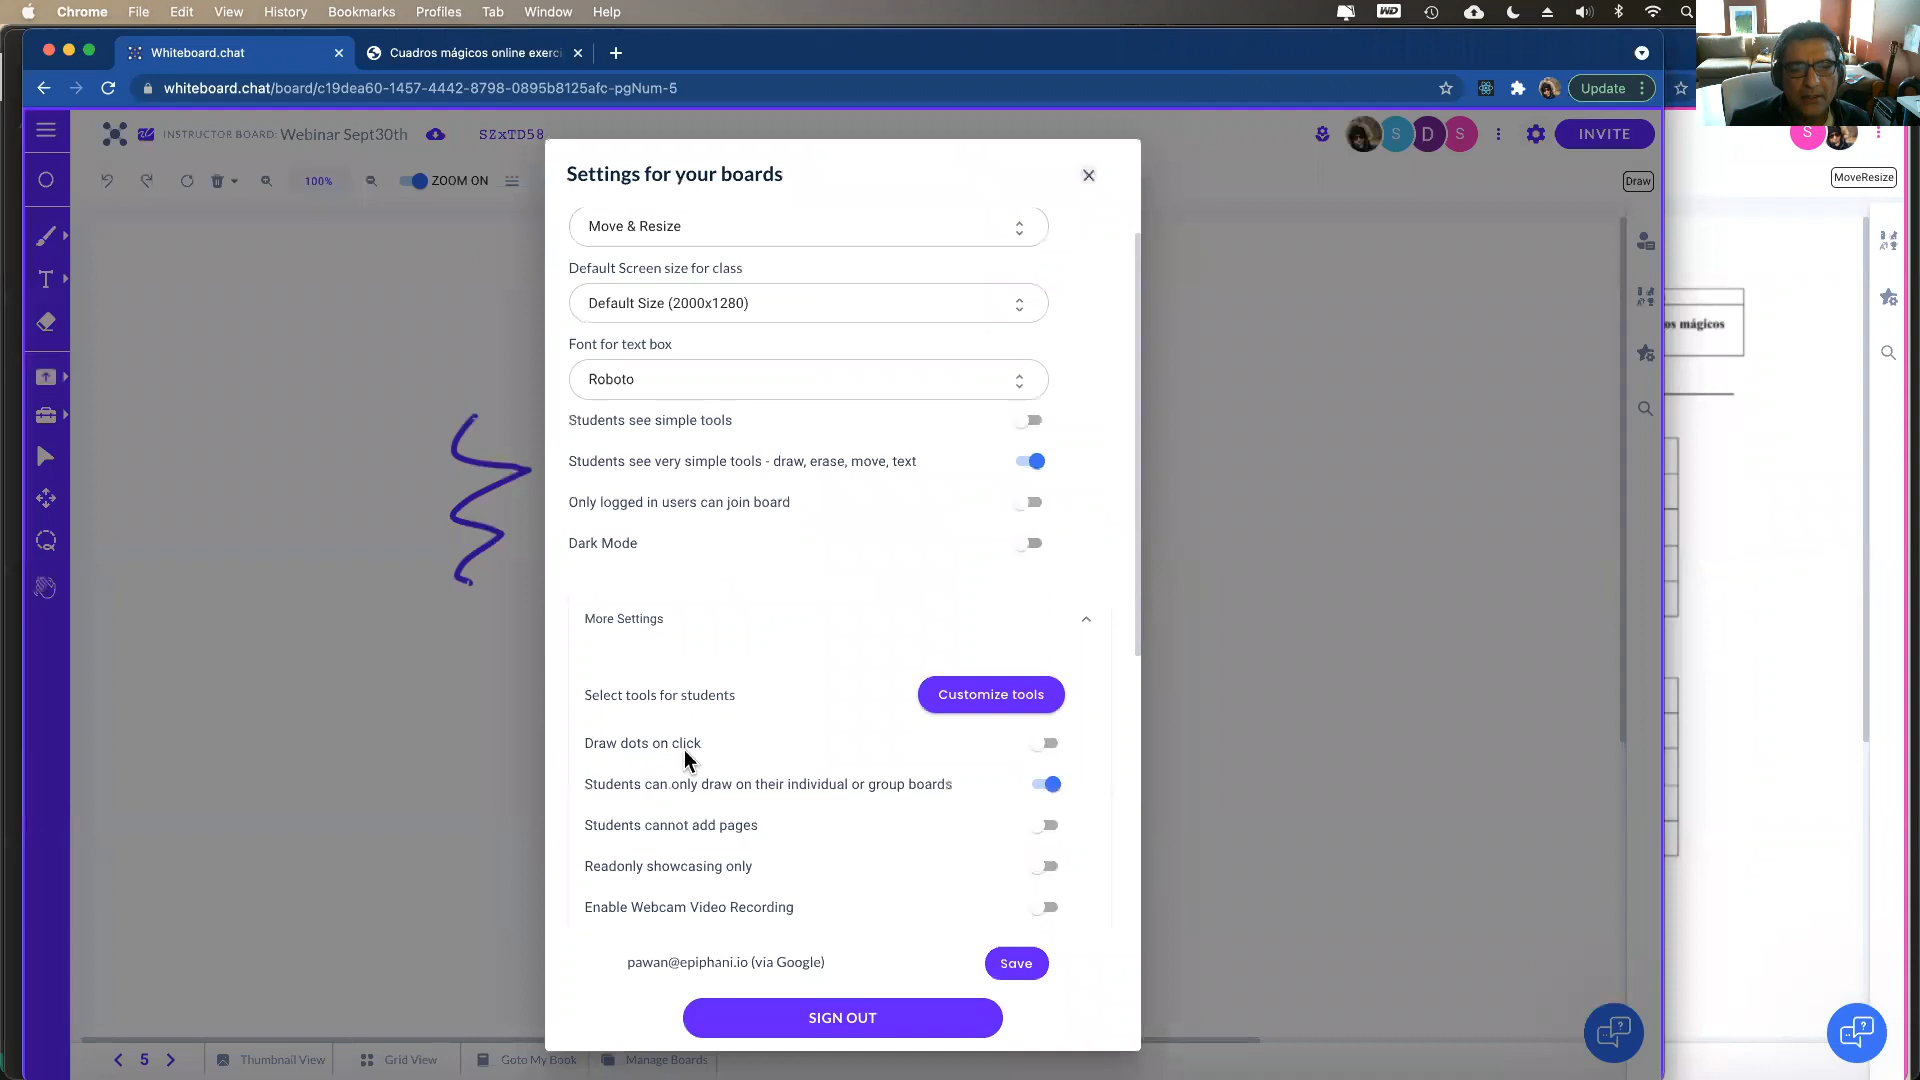 Chrome File Edit View History Bookmarks Profiles Tab Window Help
WD
Whiteboard.chat
Cuadros mágicos online exerci
whiteboard.chat/board/c19dea60-1457-4442-8798-0895b8125afc-pgNum-5
Update
INSTRUCTOR BOARD: Webinar Sept30th
SZxTD58
S D S
INVITE
S
100%
ZOOM ON
Draw
MoveResize
T
Settings for your boards
Move & Resize
Default Screen size for class
Default Size (2000x1280)
os mágicos
Font for text box
Roboto
Students see simple tools
Students see very simple tools - draw, erase, move, text
Only logged in users can join board
Dark Mode
More Settings
Select tools for students
Customize tools
Draw dots on click
Students can only draw on their individual or group boards
Students cannot add pages
Readonly showcasing only
Enable Webcam Video Recording
pawan@epiphani.io (via Google)
Save
SIGN OUT
5
Thumbnail View
Grid View
Goto My Book
Manage Boards